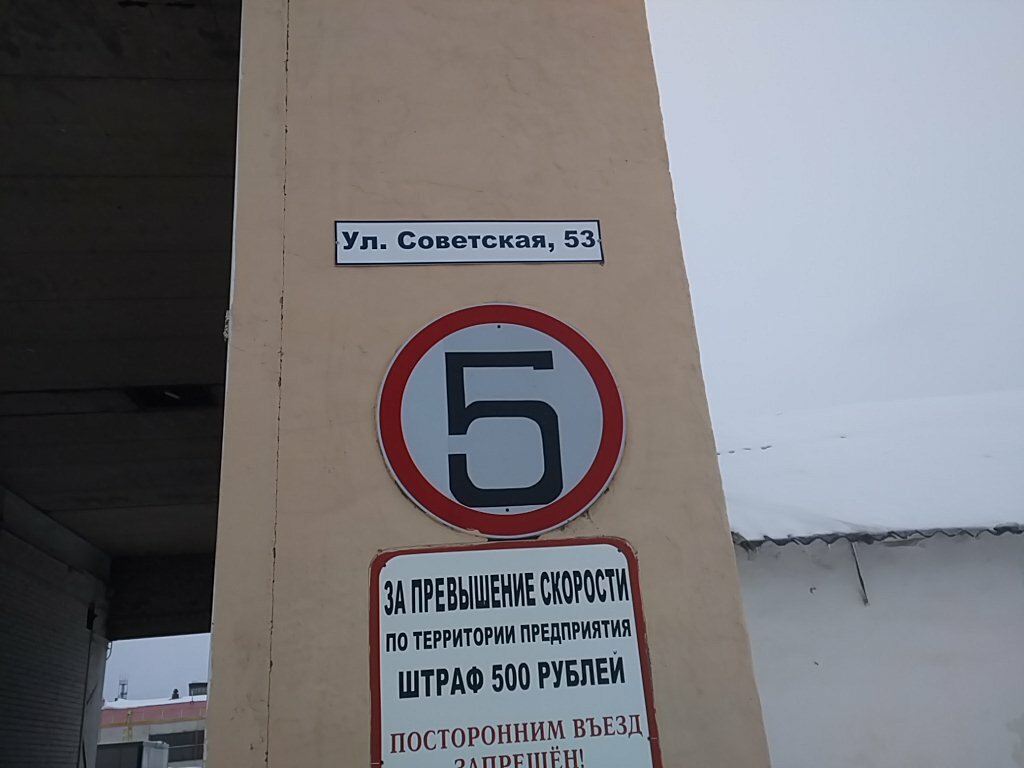 Ул. Советская, 53
5
ЗА ПРЕВЫШЕНИЕ СКОРОСТИ
ПО ТЕРРИТОРИИ ПРЕДПРИЯТИЯ
ШТРАФ 500 РУБЛЕЙ
ПОСТОРОННИМ ВЪЕЗД
ЗАПРЕЩЁН!